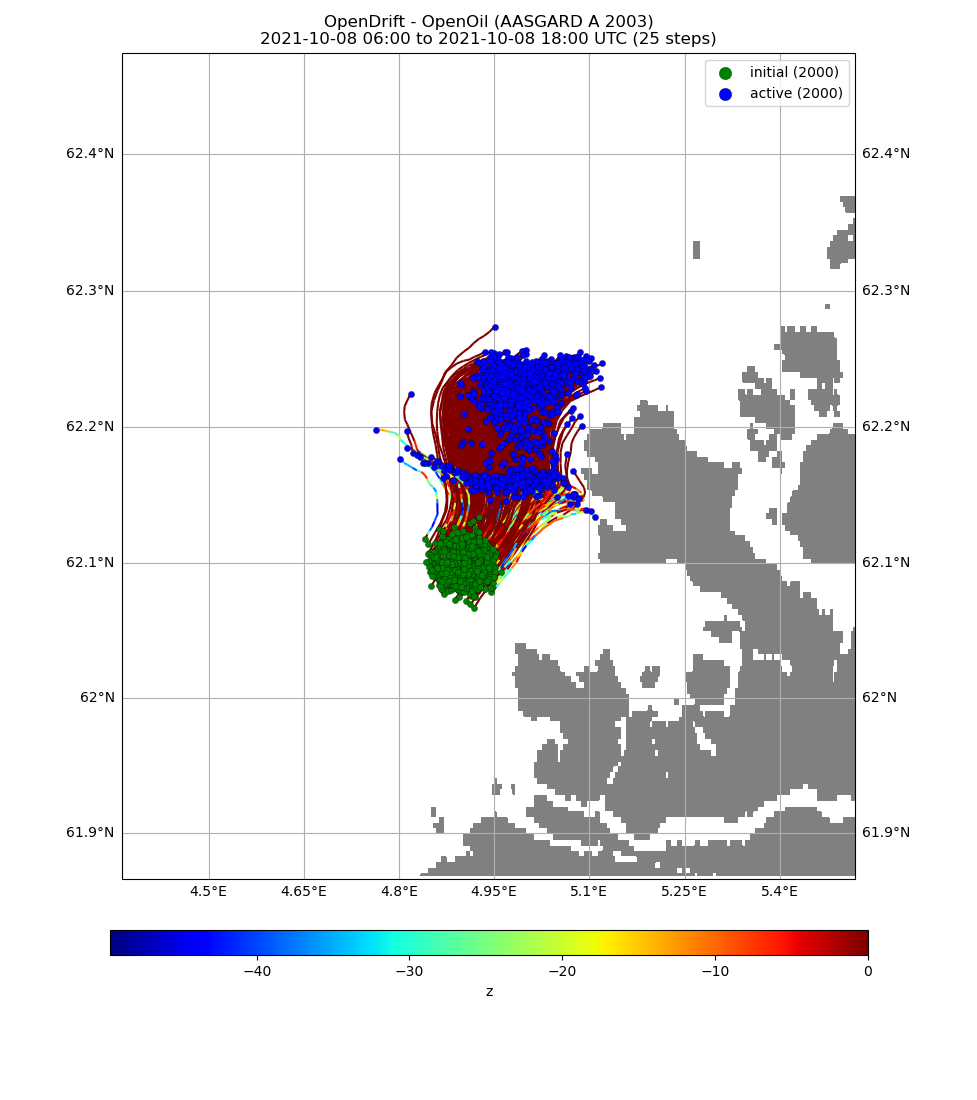 OpenDrift - OpenOil (AASGARD A 2003)
2021-10-08 06:00 to 2021-10-08 18:00 UTC (25 steps)
initial (2000)
active (2000)
62.4°N 62.4°N
62.3°N 62.3°N
62.2°N 62.2°N
62.1°N 62.1°N
62°N 62°N
61.9°N 61.9°N
4.5°E 4.65°E 4.8°E 4.95°E 5.1°E 5.25°E 5.4°E
−40 −30 −20 −10 0
z